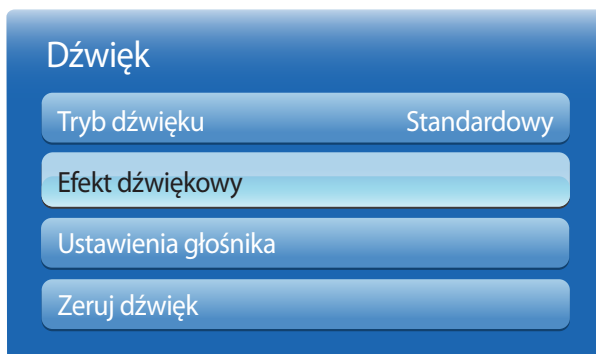 Dźwięk
Tryb dźwięku Standardowy
Efekt dźwiękowy
Ustawienia głośnika
Zeruj dźwięk